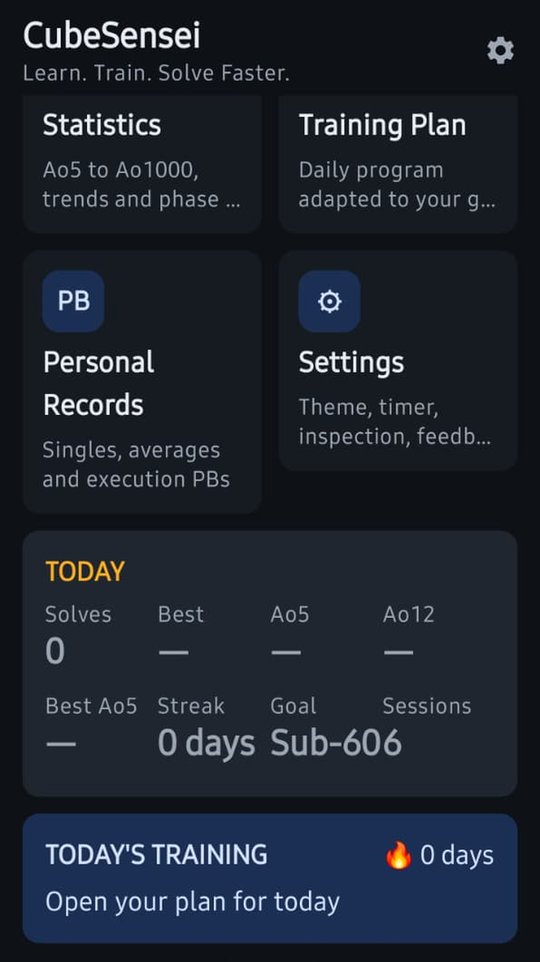 CubeSensei
Learn. Train. Solve Faster.
Statistics
Ao5 to Ao1000,
trends and phase ...
Training Plan
Daily program
adapted to your g...
PB
Personal
Records
Singles, averages
and execution PBs
Settings
Theme, timer,
inspection, feedb...
TODAY
Solves Best Ao5 Ao12
0 — — —
Best Ao5 Streak Goal Sessions
— 0 days Sub-606
TODAY'S TRAINING 🔥 0 days
Open your plan for today